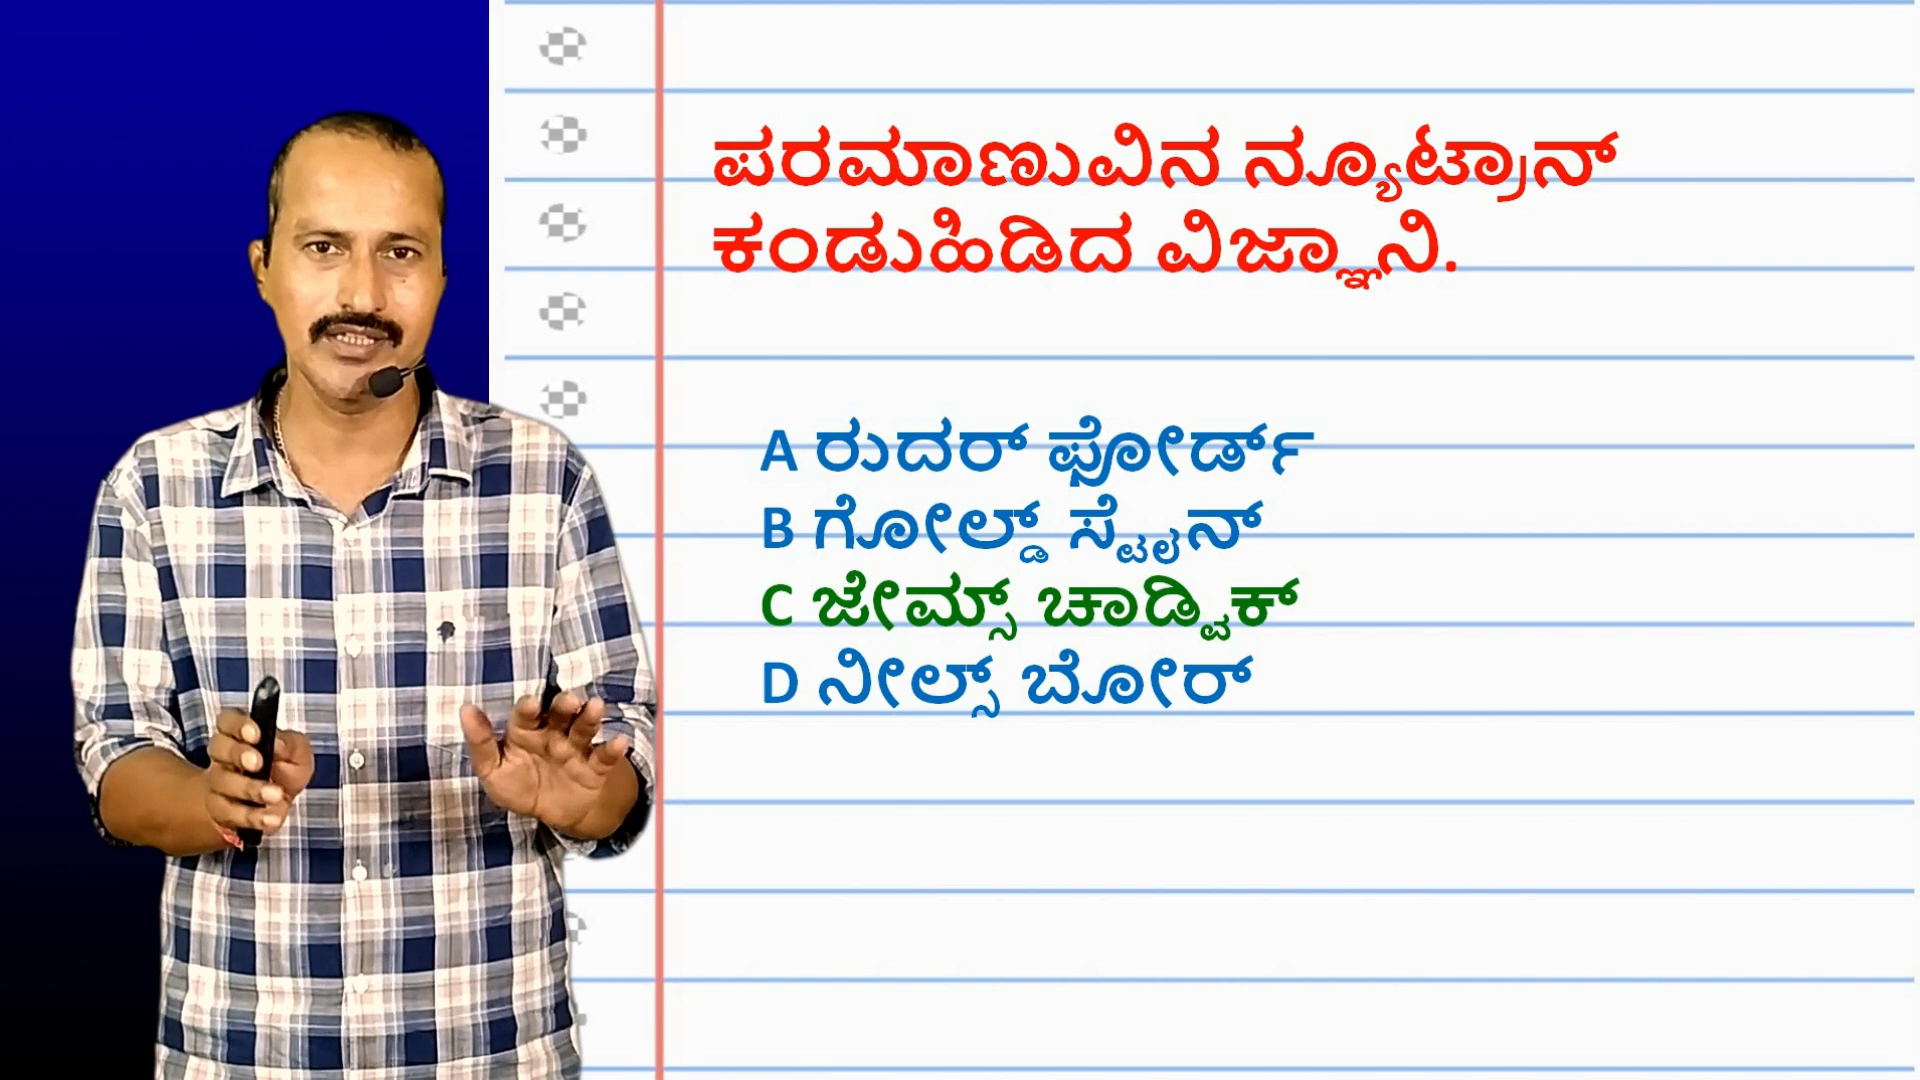 ಪರಮಾಣುವಿನ ನ್ಯೂಟ್ರಾನ್
ಕಂಡುಹಿಡಿದ ವಿಜ್ಞಾನಿ.
A ರುದರ್ ಫೋರ್ಡ್
B ಗೋಲ್ಡ್ ಸ್ಟೈನ್
C ಜೇಮ್ಸ್ ಚಾಡ್ವಿಕ್
D ನೀಲ್ಸ್ ಬೋರ್